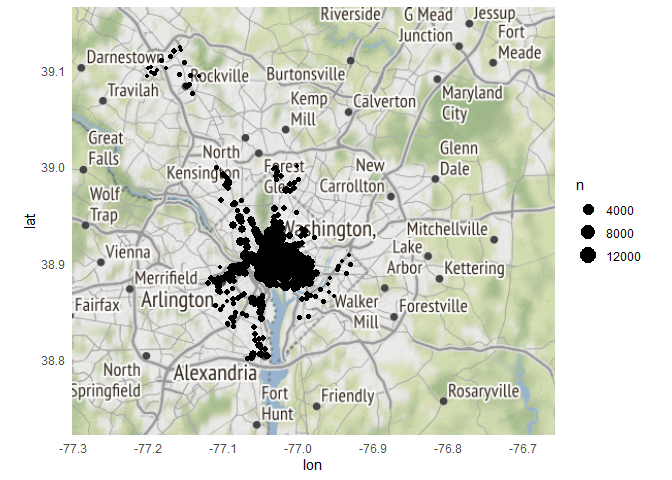 Riverside
G Mead
Junction
Jessup
Fort
Meade
Darnestown
Rockville
Burtonsville
39.1
Travilah
Kemp
Mill
Calverton
Maryland
City
Great
Falls
North
Kensington
Forest
Gle
New
Carrollton
Glenn
Dale
39.0
Wolf
Trap
n
4000
8000
12000
lat
Washington,
Mitchellville
Vienna
Lake
Arbor
Kettering
38.9
Merrifield
Fairfax
Arlington
Walker
Mill
Forestville
38.8
North
Springfield
Alexandria
Fort
Hunt
Friendly
Rosaryville
-77.3
-77.2
-77.1
-77.0
-76.9
-76.8
-76.7
lon